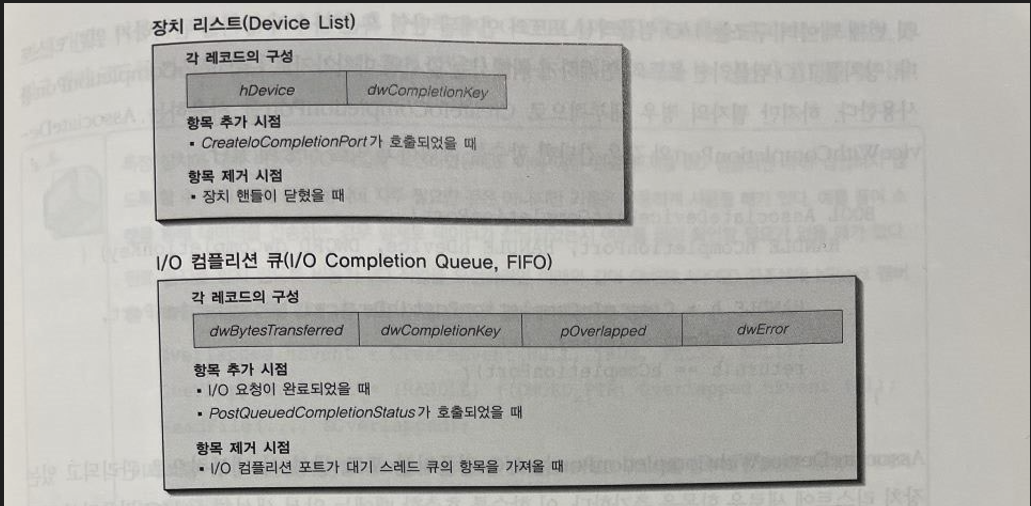 장치 리스트(Device List)
각 레코드의 구성
hDevice dwCompletionKey
항목 추가 시점
▪ CreateIoCompletionPort가 호출되었을 때
항목 제거 시점
▪ 장치 핸들이 닫혔을 때
I/O 컴플리션 큐(I/O Completion Queue, FIFO)
각 레코드의 구성
dwBytesTransferred dwCompletionKey pOverlapped dwError
항목 추가 시점
▪ I/O 요청이 완료되었을 때
▪ PostQueuedCompletionStatus가 호출되었을 때
항목 제거 시점
▪ I/O 컴플리션 포트가 대기 스레드 큐의 항목을 가져올 때